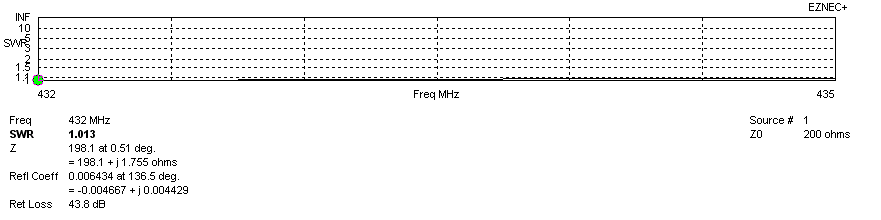 EZNEC+
INF
10
5
SWR 3
2
1.5
1.1
1
432 Freq MHz 435
Freq 432 MHz Source # 1
SWR 1.013 Z0 200 ohms
Z 198.1 at 0.51 deg.
= 198.1 + j 1.755 ohms
Refl Coeff 0.006434 at 136.5 deg.
= -0.004667 + j 0.004429
Ret Loss 43.8 dB